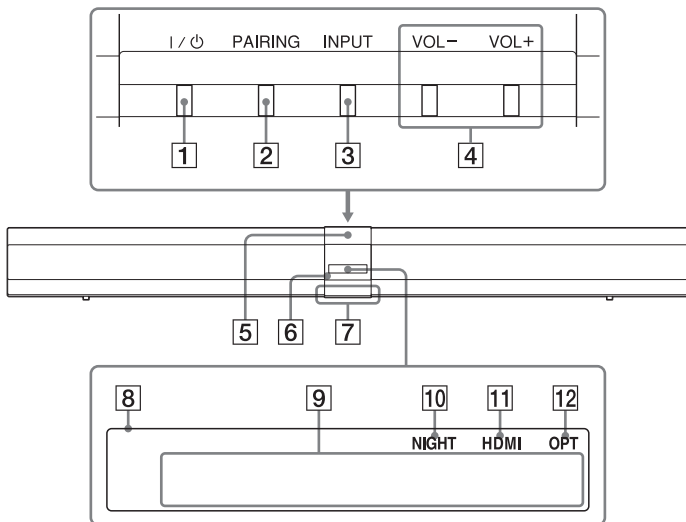 I / ⏻ PAIRING INPUT VOL− VOL+
1 2 3 4
5 6 7
8 9 10 11 12
NIGHT HDMI OPT